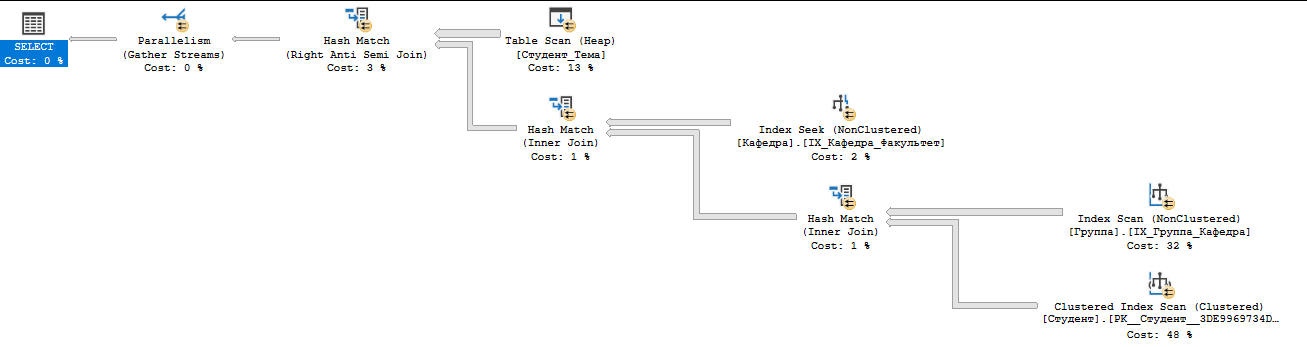 SELECT
Cost: 0 %
Parallelism
(Gather Streams)
Cost: 0 %
Hash Match
(Right Anti Semi Join)
Cost: 3 %
Table Scan (Heap)
[Студент_Тема]
Cost: 13 %
Hash Match
(Inner Join)
Cost: 1 %
Index Seek (NonClustered)
[Кафедра].[IX_Кафедра_Факультет]
Cost: 2 %
Hash Match
(Inner Join)
Cost: 1 %
Index Scan (NonClustered)
[Группа].[IX_Группа_Кафедра]
Cost: 32 %
Clustered Index Scan (Clustered)
[Студент].[PK__Студент__3DE9969734D…
Cost: 48 %